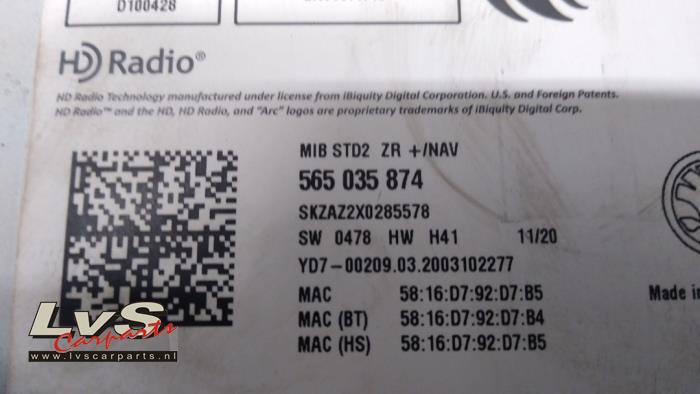 D100428
HD Radio®
HD Radio Technology manufactured under license from iBiquity Digital Corporation. U.S. and Foreign Patents.
HD Radio™ and the HD, HD Radio, and "Arc" logos are proprietary trademarks of iBiquity Digital Corp.
MIB STD2 ZR +/NAV
565 035 874
SKZAZ2X0285578
SW 0478 HW H41 11/20
YD7-00209.03.2003102277
MAC 58:16:D7:92:D7:B5
MAC (BT) 58:16:D7:92:D7:B4
MAC (HS) 58:16:D7:92:D7:B5
Made in
LvS
Carparts
www.lvscarparts.nl